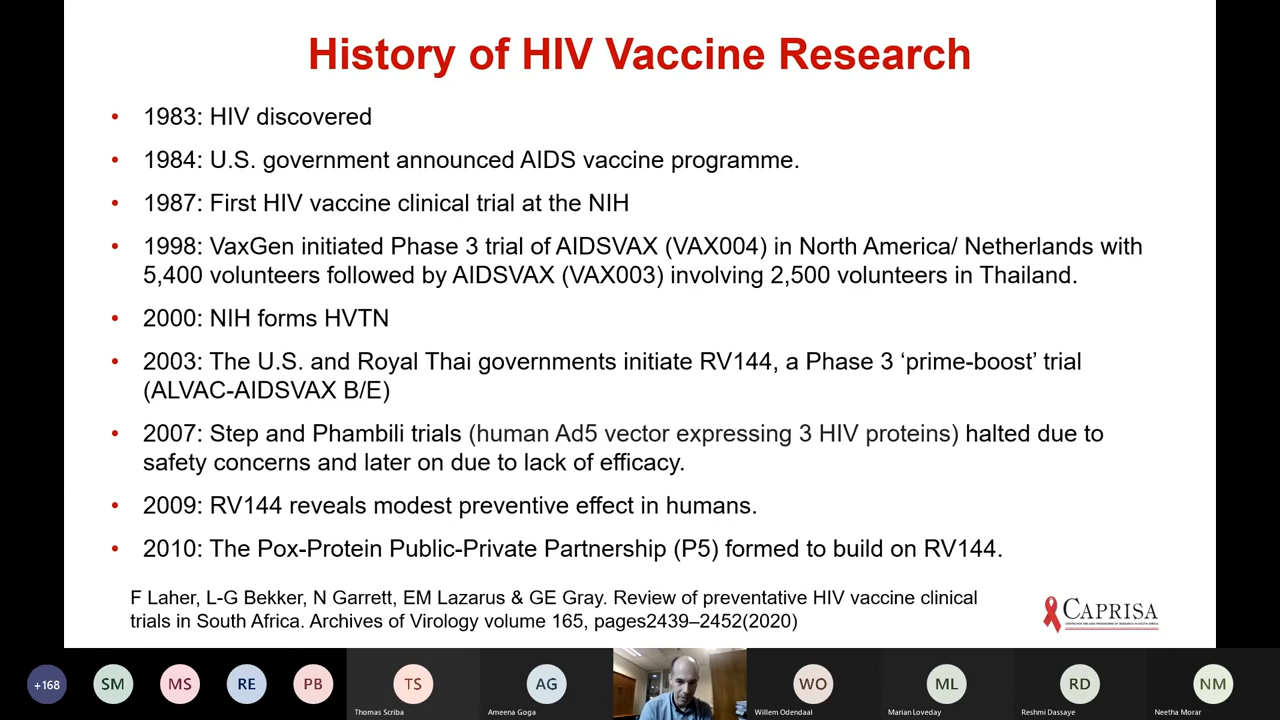 History of HIV Vaccine Research
• 1983: HIV discovered
• 1984: U.S. government announced AIDS vaccine programme.
• 1987: First HIV vaccine clinical trial at the NIH
• 1998: VaxGen initiated Phase 3 trial of AIDSVAX (VAX004) in North America/ Netherlands with
5,400 volunteers followed by AIDSVAX (VAX003) involving 2,500 volunteers in Thailand.
• 2000: NIH forms HVTN
• 2003: The U.S. and Royal Thai governments initiate RV144, a Phase 3 ‘prime-boost’ trial
(ALVAC-AIDSVAX B/E)
• 2007: Step and Phambili trials (human Ad5 vector expressing 3 HIV proteins) halted due to
safety concerns and later on due to lack of efficacy.
• 2009: RV144 reveals modest preventive effect in humans.
• 2010: The Pox-Protein Public-Private Partnership (P5) formed to build on RV144.
F Laher, L-G Bekker, N Garrett, EM Lazarus & GE Gray. Review of preventative HIV vaccine clinical
trials in South Africa. Archives of Virology volume 165, pages2439–2452(2020)
CAPRISA
+168
SM
MS
RE
PB
TS
AG
WO
ML
RD
NM
Thomas Scriba
Ameena Goga
Willem Odendaal
Marian Loveday
Reshmi Dassaye
Neetha Morar